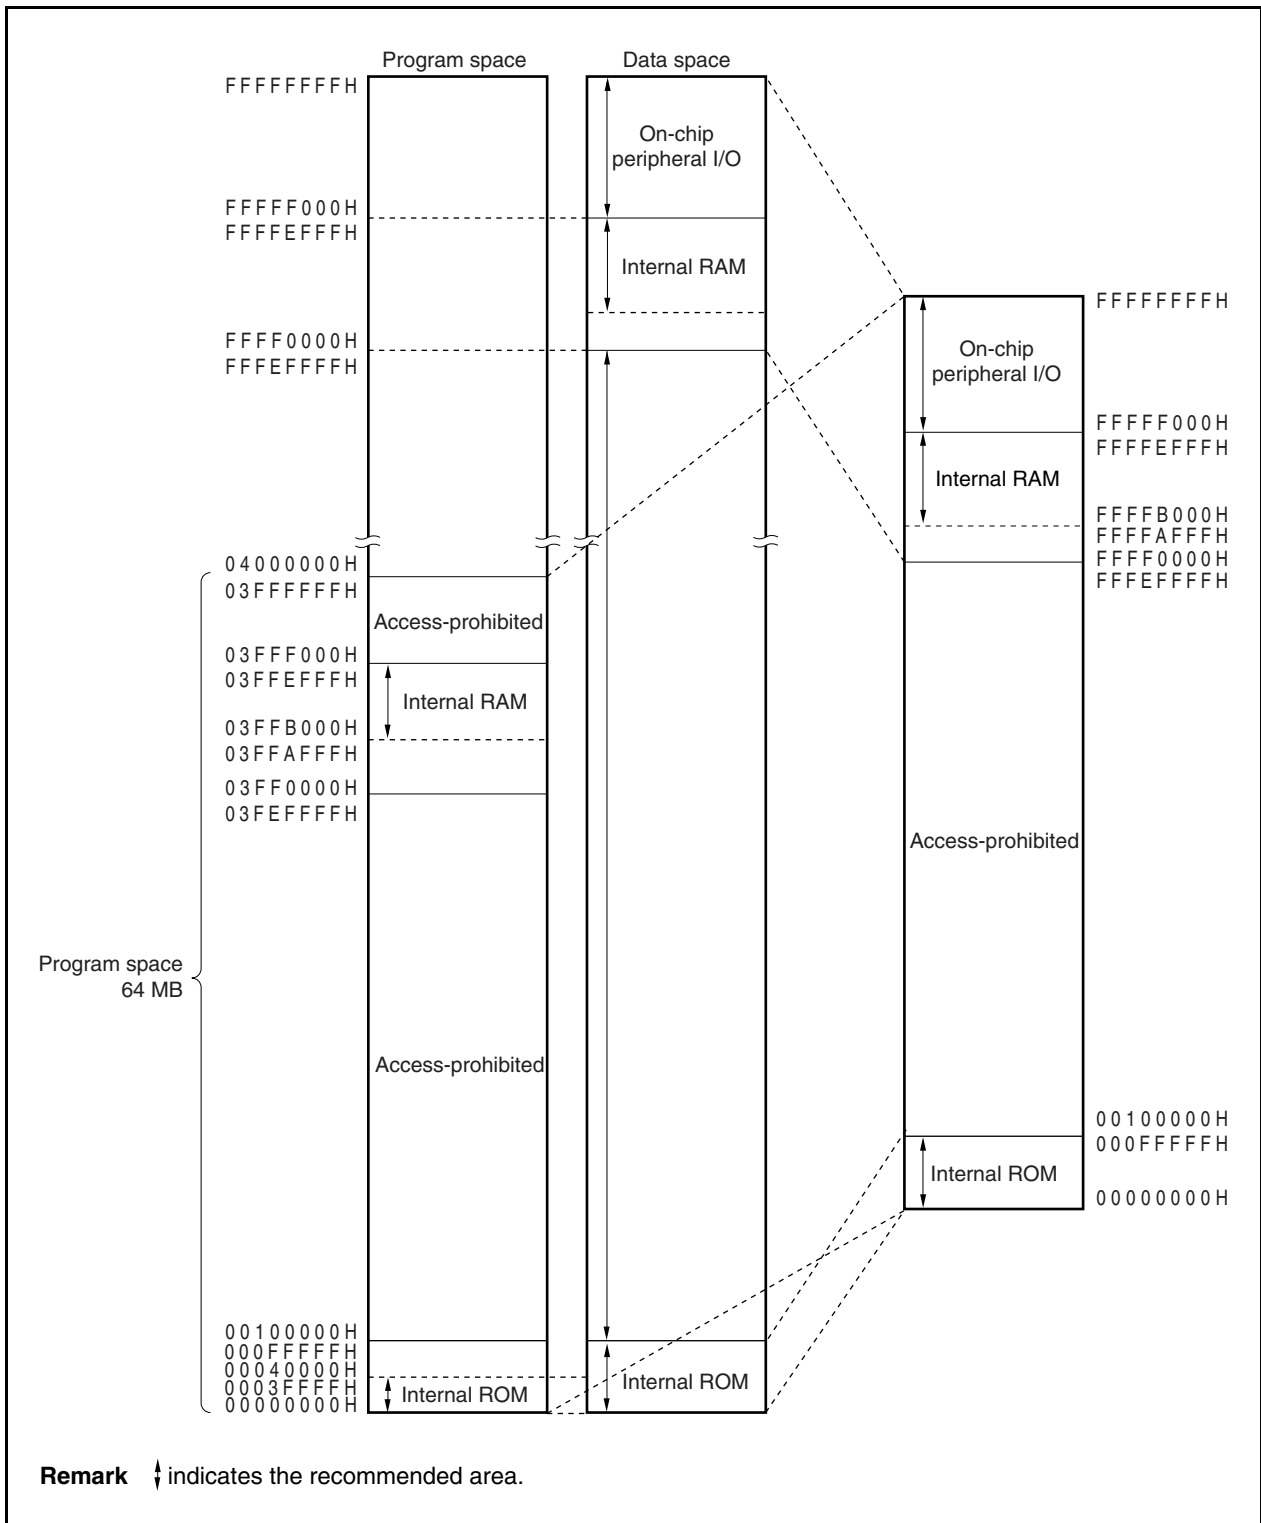 Program space
Data space
FFFFFFFFH
On-chip
peripheral I/O
FFFFF000H
FFFFEFFFH
Internal RAM
FFFF0000H
FFFEFFFFH
04000000H
03FFFFFFH
Access-prohibited
03FFF000H
03FFEFFFH
Internal RAM
03FFB000H
03FFAFFFH
03FF0000H
03FEFFFFH
Program space
64 MB
Access-prohibited
00100000H
000FFFFFH
00040000H
0003FFFFH
00000000H
Internal ROM
Internal ROM
FFFFFFFFH
On-chip
peripheral I/O
FFFFF000H
FFFFEFFFH
Internal RAM
FFFFB000H
FFFFAFFFH
FFFF0000H
FFFEFFFFH
Access-prohibited
00100000H
000FFFFFH
Internal ROM
00000000H
Remark indicates the recommended area.